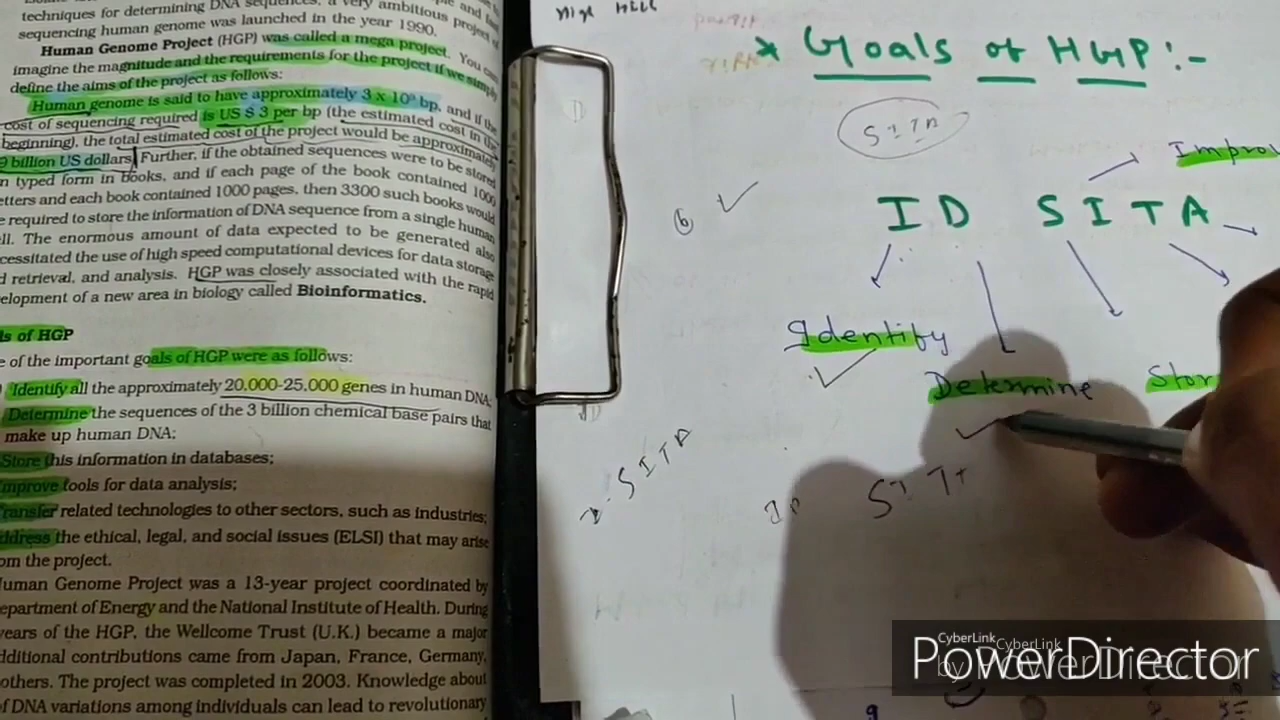 techniques for determining DNA sequences, a very ambitious project of
sequencing human genome was launched in the year 1990.
Human Genome Project (HGP) was called a mega project. You can
imagine the magnitude and the requirements for the project if we simply
define the aims of the project as follows:
Human genome is said to have approximately 3 x 10⁹ bp, and if the
cost of sequencing required is US $ 3 per bp (the estimated cost in the
beginning), the total estimated cost of the project would be approximately
9 billion US dollars. Further, if the obtained sequences were to be stored
n typed form in books, and if each page of the book contained 1000
etters and each book contained 1000 pages, then 3300 such books would
e required to store the information of DNA sequence from a single human
ll. The enormous amount of data expected to be generated also
cessitated the use of high speed computational devices for data storage
d retrieval, and analysis. HGP was closely associated with the rapid
elopment of a new area in biology called Bioinformatics.
ls of HGP
e of the important goals of HGP were as follows:
Identify all the approximately 20,000-25,000 genes in human DNA;
Determine the sequences of the 3 billion chemical base pairs that
make up human DNA;
Store this information in databases;
mprove tools for data analysis;
ransfer related technologies to other sectors, such as industries;
ddress the ethical, legal, and social issues (ELSI) that may arise
om the project.
uman Genome Project was a 13-year project coordinated by
epartment of Energy and the National Institute of Health. During
years of the HGP, the Wellcome Trust (U.K.) became a major
dditional contributions came from Japan, France, Germany,
others. The project was completed in 2003. Knowledge about
of DNA variations among individuals can lead to revolutionary
* Goals of HGP :-
SITA
Improv
6
ID SITA
Identify
Determine
Stor
SITA
CyberLink
by PowerDirector